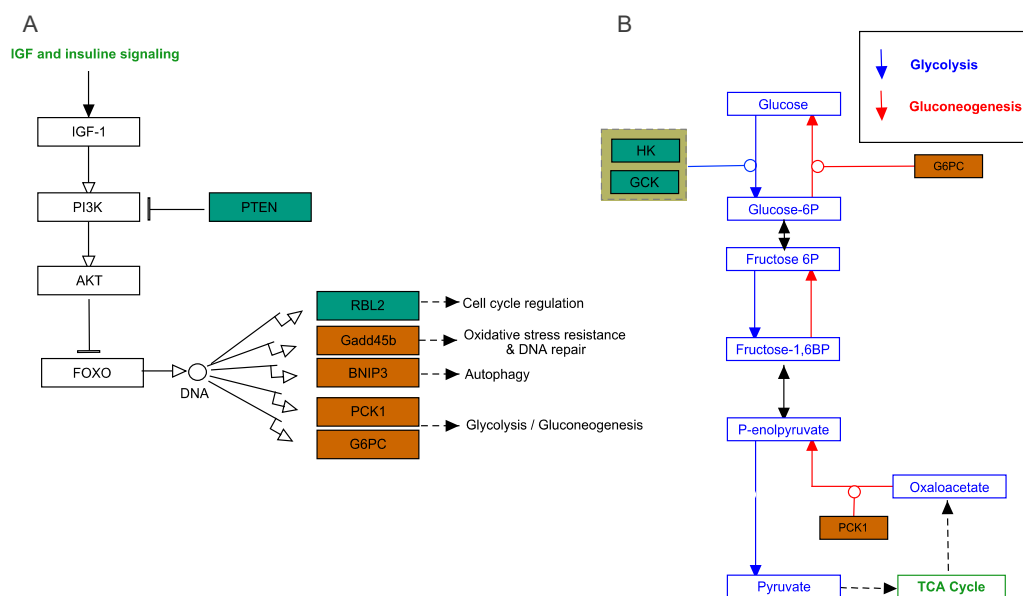 A
IGF and insuline signaling
IGF-1
PI3K
PTEN
AKT
FOXO
DNA
RBL2
Cell cycle regulation
Gadd45b
Oxidative stress resistance
& DNA repair
BNIP3
Autophagy
PCK1
Glycolysis / Gluconeogenesis
G6PC
B
Glycolysis
Gluconeogenesis
Glucose
HK
GCK
G6PC
Glucose-6P
Fructose 6P
Fructose-1,6BP
P-enolpyruvate
Oxaloacetate
PCK1
Pyruvate
TCA Cycle